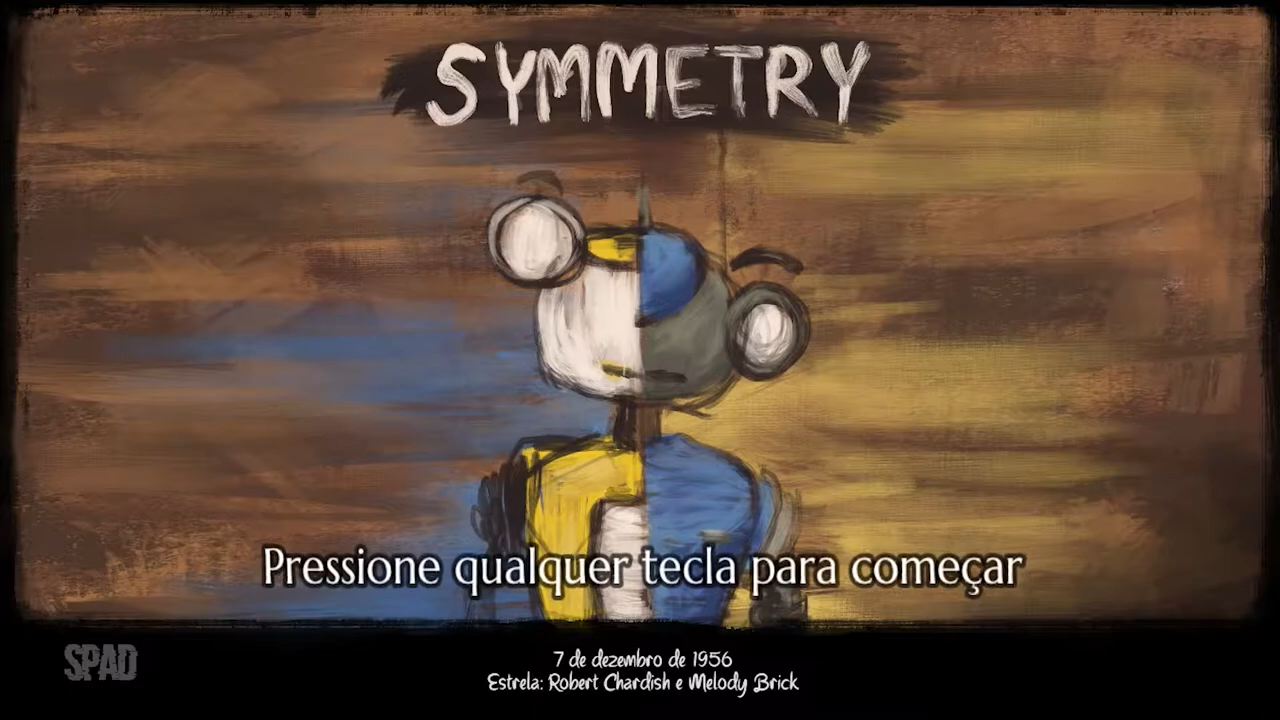 SYMMETRY
Pressione qualquer tecla para começar
SPAD
7 de dezembro de 1956
Estrela: Robert Chardish e Melody Brick